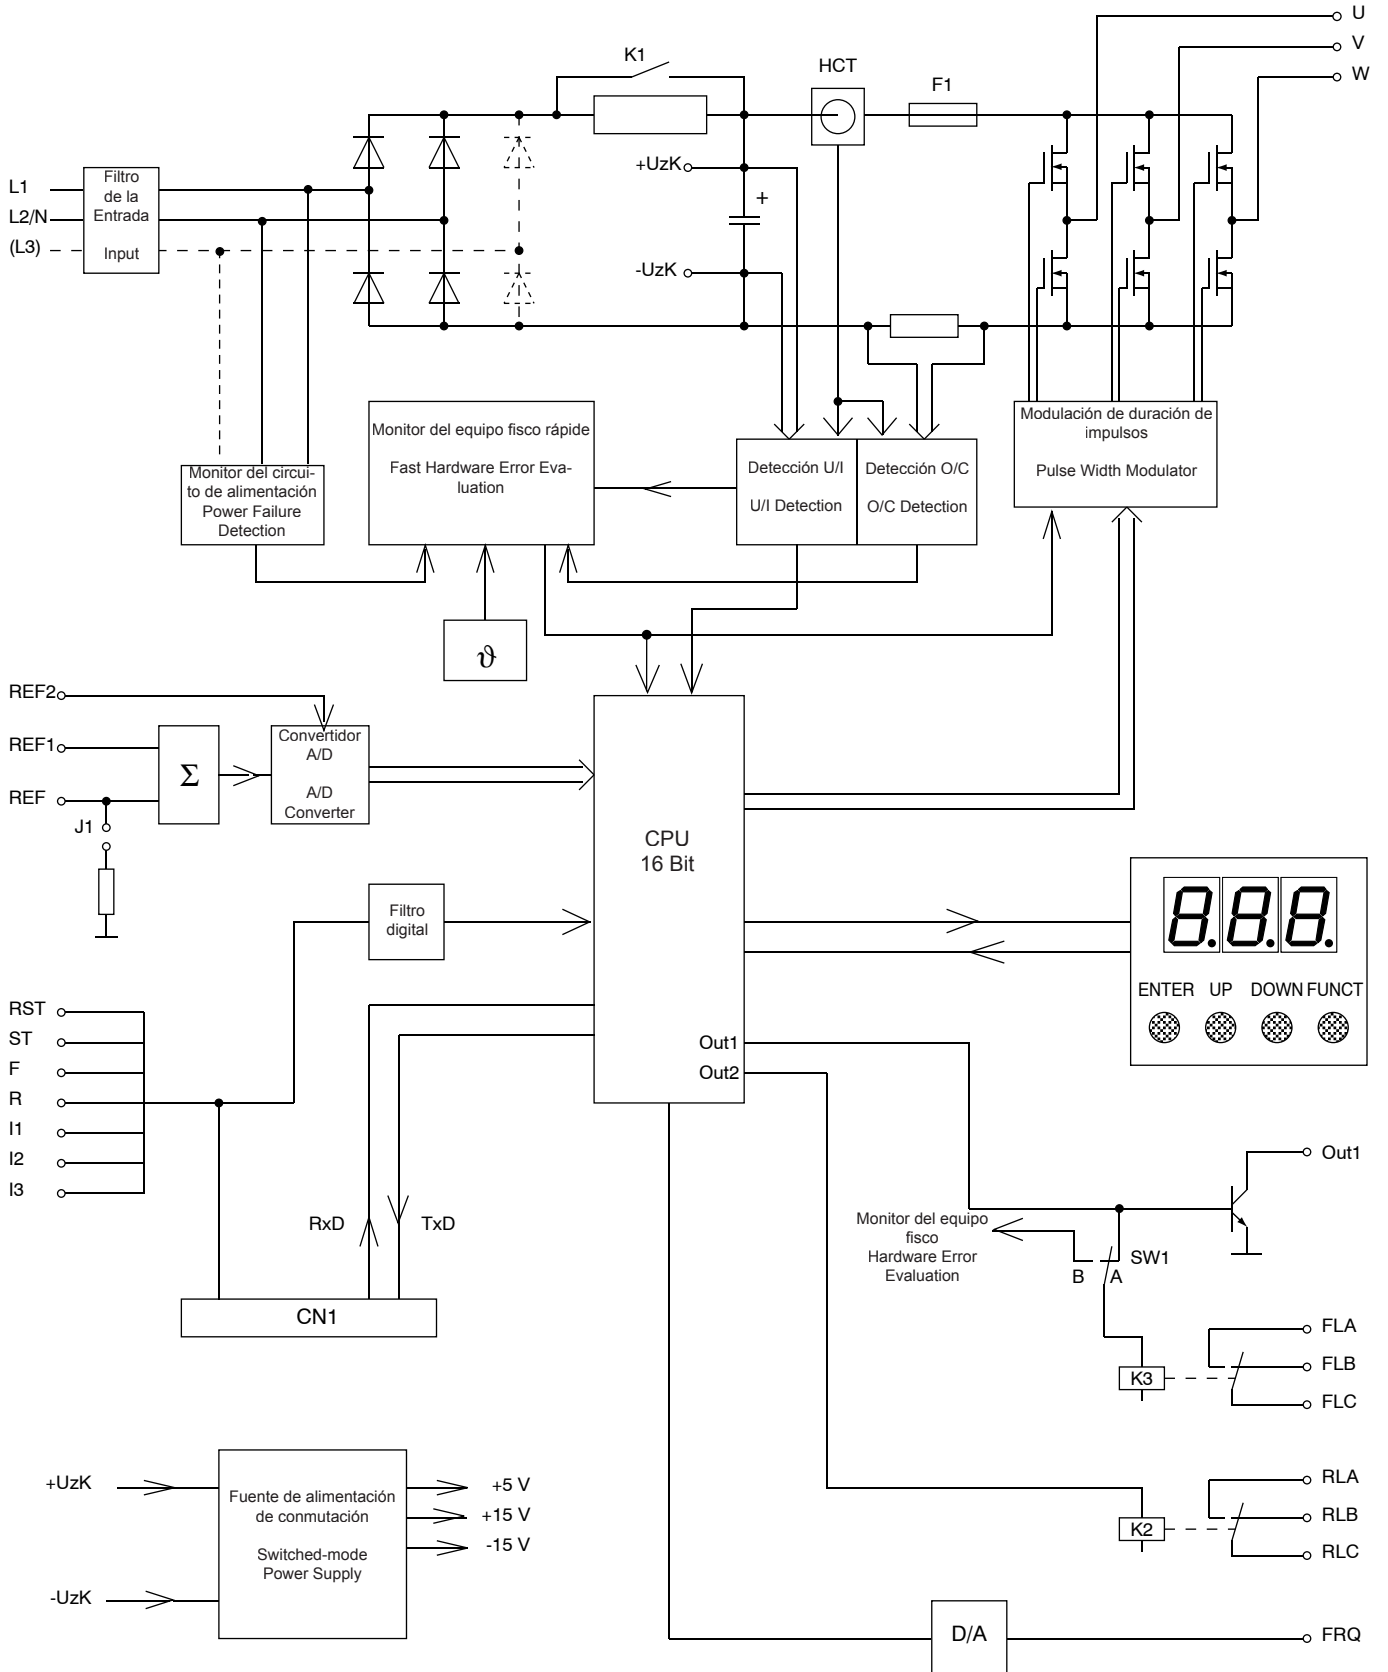 U
V
W
K1
HCT
F1
+UzK
+
-UzK
L1
L2/N
(L3)
Filtro
de la
Entrada
Input
Monitor del circui-
to de alimentación
Power Failure
Detection
Monitor del equipo fisco rápide
Fast Hardware Error Eva-
luation
Detección U/I
U/I Detection
Detección O/C
O/C Detection
Modulación de duración de
impulsos
Pulse Width Modulator
ϑ
REF2
REF1
REF
J1
Σ
Convertidor
A/D
A/D
Converter
CPU
16 Bit
Filtro
digital
8.8.8.
ENTER UP DOWN FUNCT
RST
ST
F
R
I1
I2
I3
Out1
Out2
RxD
TxD
CN1
Out1
Monitor del equipo
fisco
Hardware Error
Evaluation
SW1
B A
FLA
FLB
FLC
K3
RLA
RLB
RLC
K2
+UzK
-UzK
Fuente de alimentación
de conmutación
Switched-mode
Power Supply
+5 V
+15 V
-15 V
D/A
FRQ